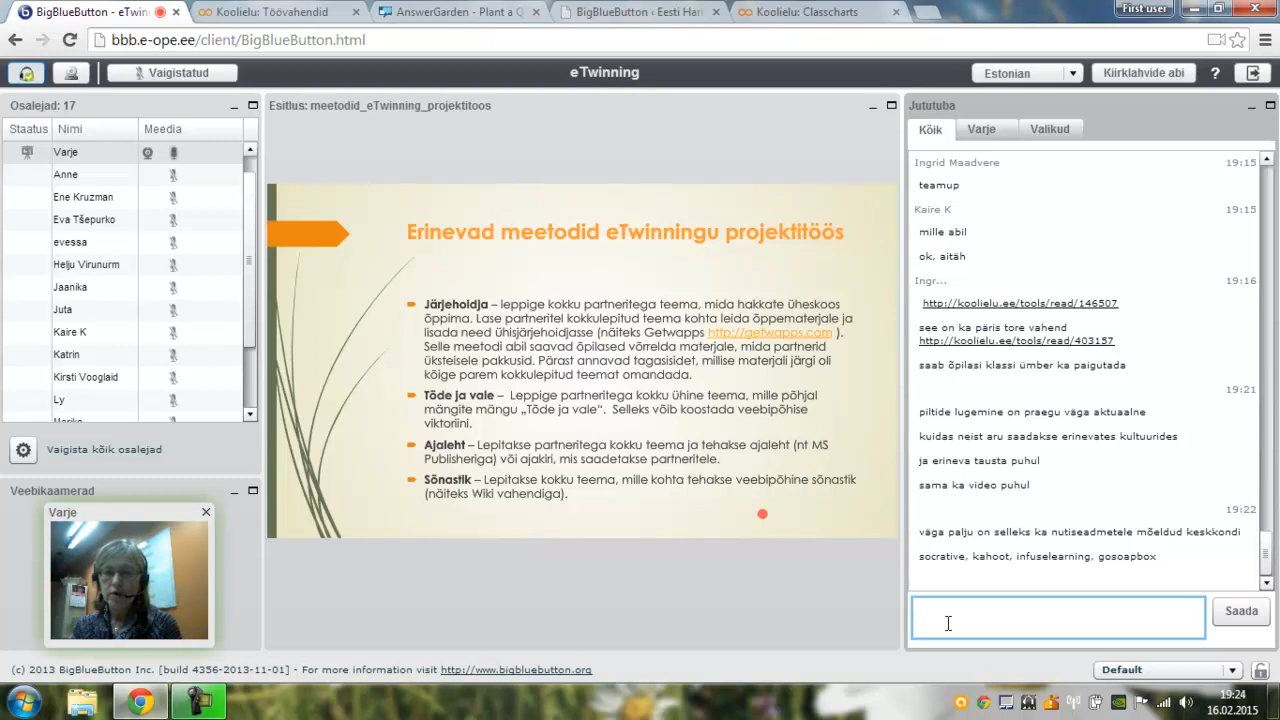 BigBlueButton - eTwin
Koolielu: Töövahendid
AnswerGarden - Plant a Q
BigBlueButton ‹ Eesti Hari
Koolielu: Classcharts
First user
bbb.e-ope.ee/client/BigBlueButton.html
Vaigistatud
eTwinning
Estonian
Kiirklahvide abi
?
Osalejad: 17
Staatus Nimi Meedia
Varje
Anne
Ene Kruzman
Eva Tšepurko
evessa
Helju Virunurm
Jaanika
Juta
Kaire K
Katrin
Kirsti Vooglaid
Ly
Vaigista kõik osalejad
Veebikaamerad
Varje
Esitlus: meetodid_eTwinning_projektitoos
Erinevad meetodid eTwinningu projektitöös
Järjeholdja – leppige kokku partneritega teema, mida hakkate üheskoos
õppima. Lase partneritel kokkulepitud teema kohta leida õppematerjale ja
lisada need ühisjärjehoidjasse (näiteks Getwapps http://getwapps.com ).
Selle meetodi abil saavad õpilased võrrelda materjale, mida partnerid
üksteisele pakkusid. Pärast annavad tagasisidet, millise materjali järgi oli
kõige parem kokkulepitud teemat omandada.
Tõde ja vale – Leppige partneritega kokku ühine teema, mille põhjal
mängite mängu „Tõde ja vale“. Selleks võib koostada veebipõhise
viktoriini.
Ajaleht – Lepitakse partneritega kokku teema ja tehakse ajaleht (nt MS
Publisheriga) või ajakiri, mis saadetakse partneritele.
Sõnastik – Lepitakse kokku teema, mille kohta tehakse veebipõhine sõnastik
(näiteks Wiki vahendiga).
Jututuba
Kõik Varje Valikud
Ingrid Maadvere 19:15
teamup
Kaire K 19:15
mille abil
ok, aitäh
Ingr... 19:16
http://koolielu.ee/tools/read/146507
see on ka päris tore vahend
http://koolielu.ee/tools/read/403157
saab õpilasi klassi ümber ka paigutada
19:21
piltide lugemine on praegu väga aktuaalne
kuidas neist aru saadakse erinevates kultuurides
ja erineva tausta puhul
sama ka video puhul
19:22
väga palju on selleks ka nutiseadmetele mõeldud keskkondi
socrative, kahoot, infuselearning, gosoapbox
Saada
(c) 2013 BigBlueButton Inc. [build 4356-2013-11-01] - For more information visit http://www.bigbluebutton.org
Default
19:24
16.02.2015